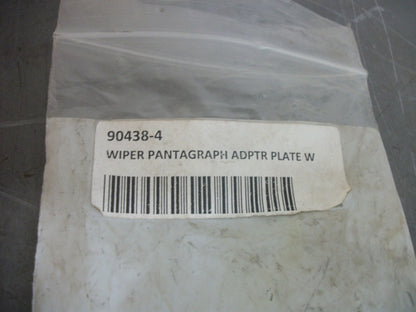 90438-4
WIPER PANTAGRAPH ADPTR PLATE W